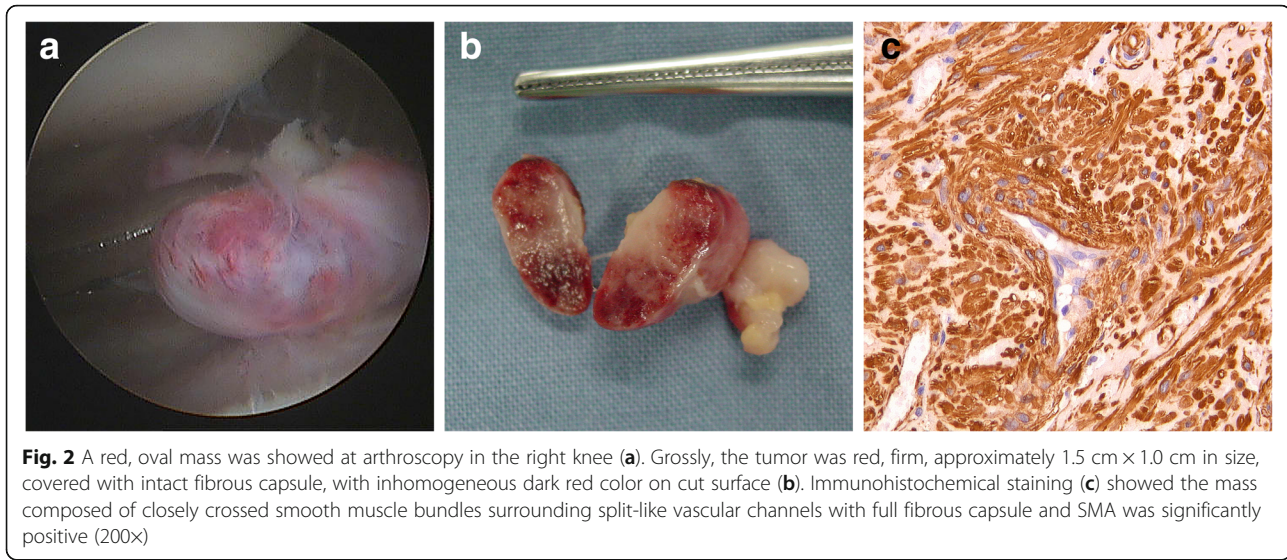 a
b
c
Fig. 2 A red, oval mass was showed at arthroscopy in the right knee (a). Grossly, the tumor was red, firm, approximately 1.5 cm × 1.0 cm in size,
covered with intact fibrous capsule, with inhomogeneous dark red color on cut surface (b). Immunohistochemical staining (c) showed the mass
composed of closely crossed smooth muscle bundles surrounding split-like vascular channels with full fibrous capsule and SMA was significantly
positive (200×)